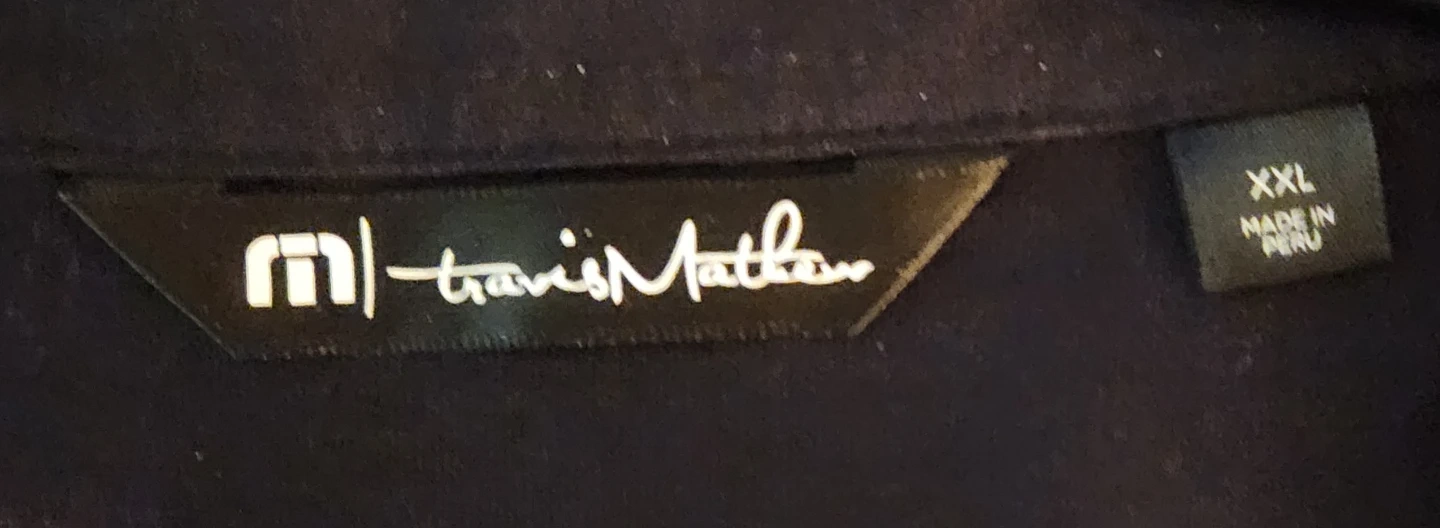 travisMathew
XXL
MADE IN
PERU